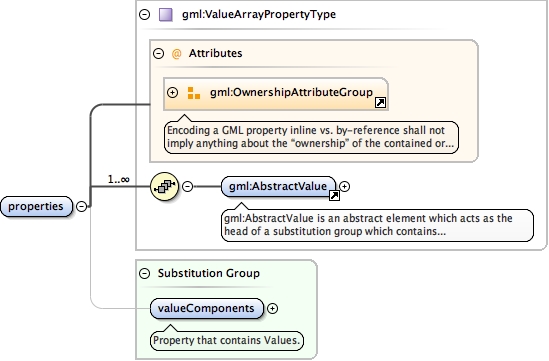 gml:ValueArrayPropertyType
@ Attributes
gml:OwnershipAttributeGroup
Encoding a GML property inline vs. by-reference shall not
imply anything about the "ownership" of the contained or...
1..∞
gml:AbstractValue
properties
gml:AbstractValue is an abstract element which acts as the
head of a substitution group which contains...
Substitution Group
valueComponents
Property that contains Values.